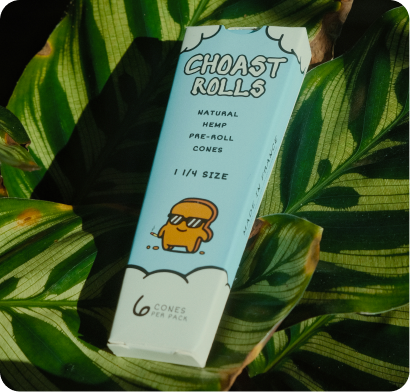 CHOAST
ROLLS
NATURAL
HEMP
PRE-ROLL
CONES
1 1/4 SIZE
MADE IN FRANCE
6 CONES
PER PACK